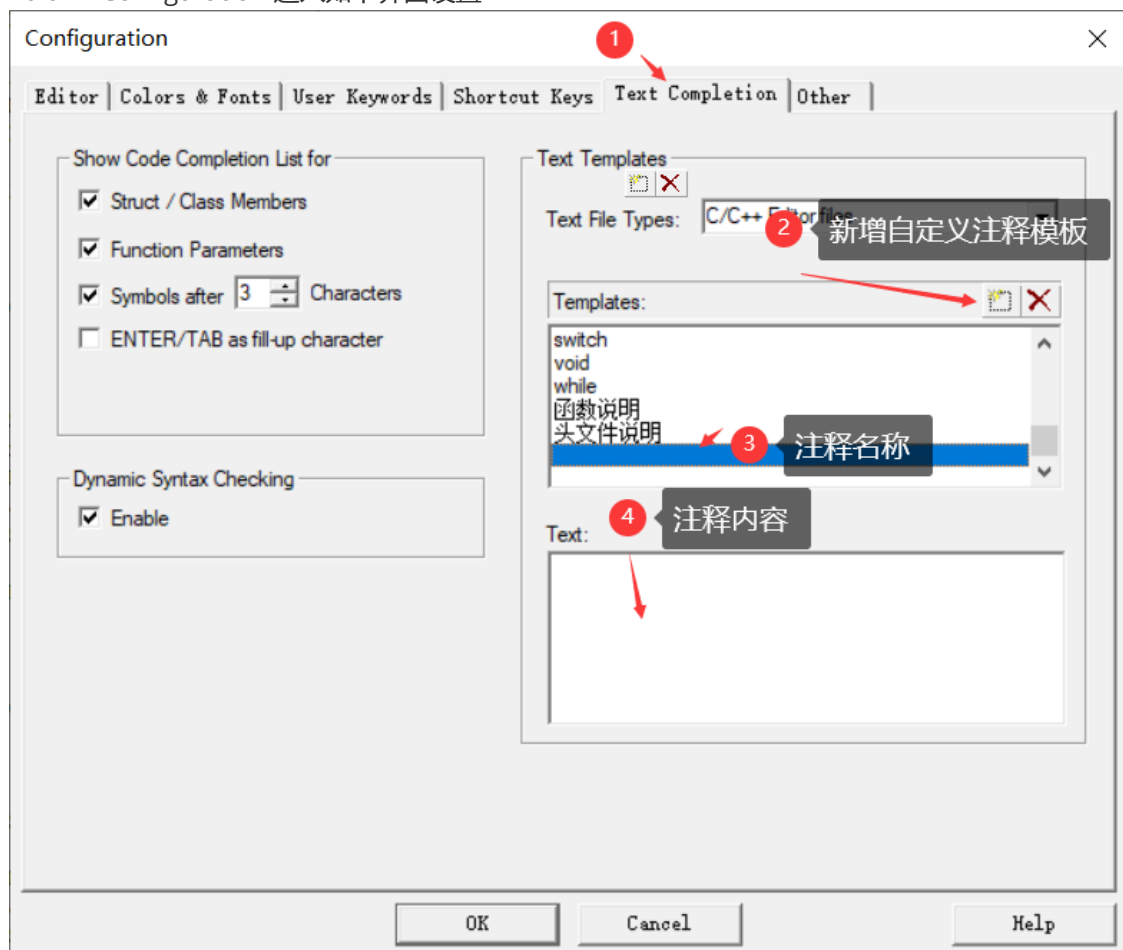 Configuration
1
Editor
Colors & Fonts
User Keywords
Shortcut Keys
Text Completion
Other
Show Code Completion List for
Struct / Class Members
Function Parameters
Symbols after 3 Characters
ENTER/TAB as fill-up character
Dynamic Syntax Checking
Enable
Text Templates
Text File Types:
C/C++ Editor files
2 新增自定义注释模板
Templates:
switch
void
while
函数说明
头文件说明
3 注释名称
4 注释内容
Text:
OK
Cancel
Help